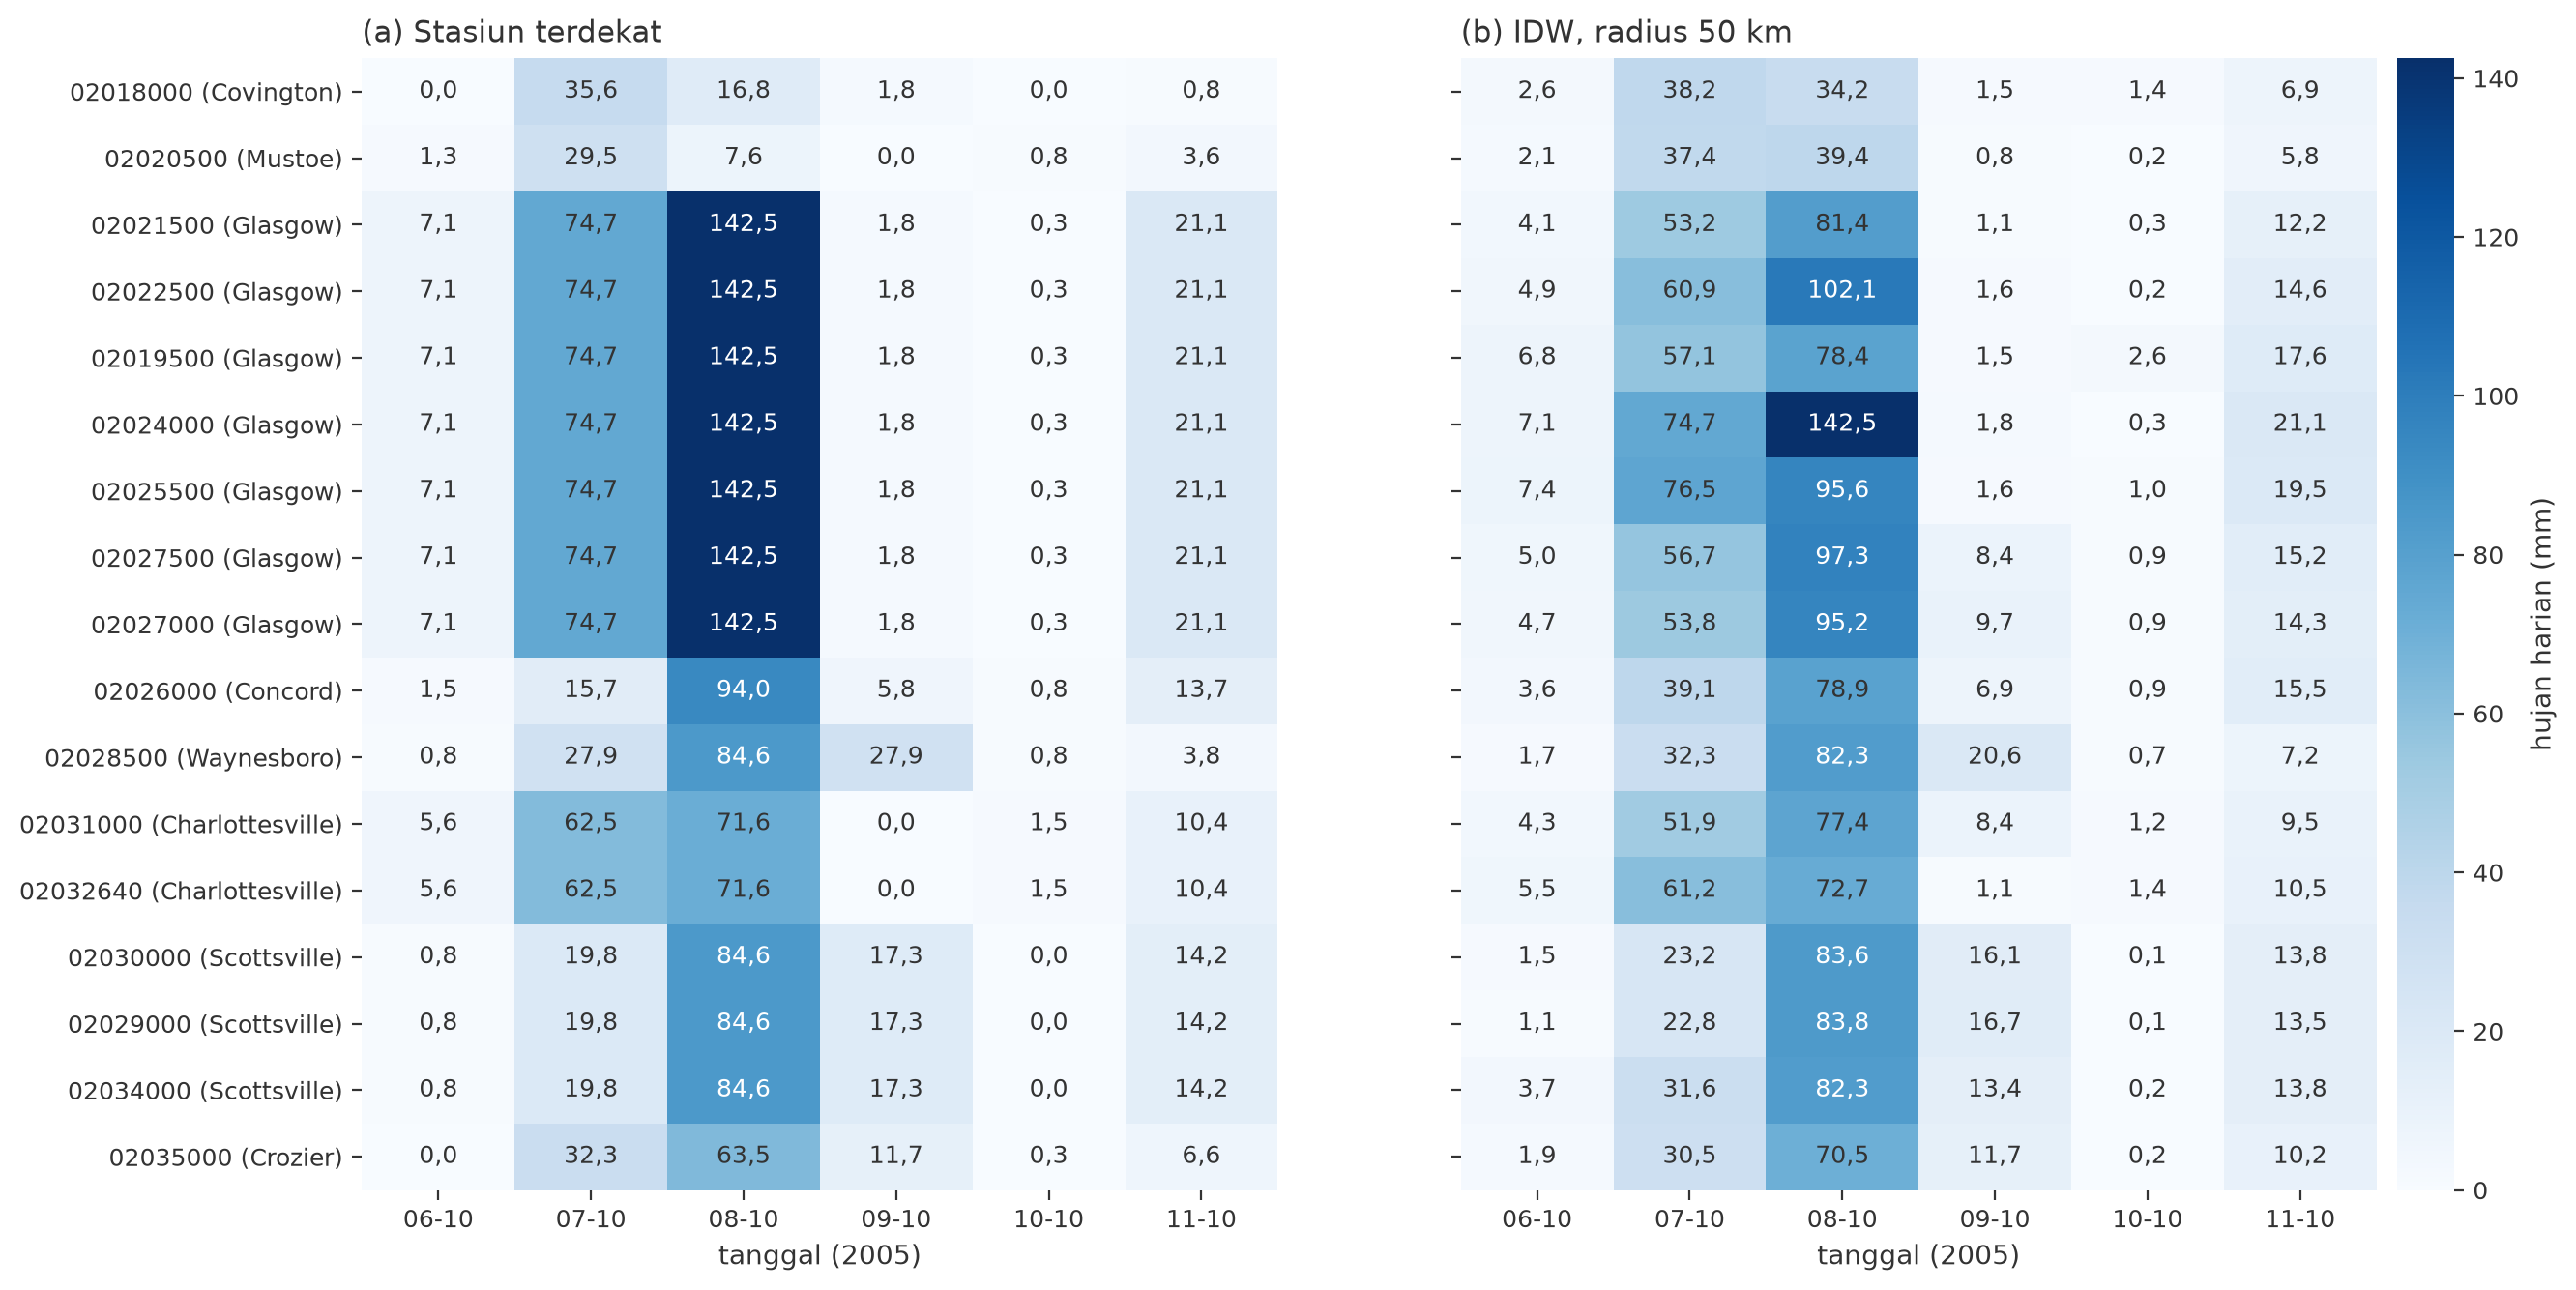 (a) Stasiun terdekat
02018000 (Covington) 0,0 35,6 16,8 1,8 0,0 0,8
02020500 (Mustoe) 1,3 29,5 7,6 0,0 0,8 3,6
02021500 (Glasgow) 7,1 74,7 142,5 1,8 0,3 21,1
02022500 (Glasgow) 7,1 74,7 142,5 1,8 0,3 21,1
02019500 (Glasgow) 7,1 74,7 142,5 1,8 0,3 21,1
02024000 (Glasgow) 7,1 74,7 142,5 1,8 0,3 21,1
02025500 (Glasgow) 7,1 74,7 142,5 1,8 0,3 21,1
02027500 (Glasgow) 7,1 74,7 142,5 1,8 0,3 21,1
02027000 (Glasgow) 7,1 74,7 142,5 1,8 0,3 21,1
02026000 (Concord) 1,5 15,7 94,0 5,8 0,8 13,7
02028500 (Waynesboro) 0,8 27,9 84,6 27,9 0,8 3,8
02031000 (Charlottesville) 5,6 62,5 71,6 0,0 1,5 10,4
02032640 (Charlottesville) 5,6 62,5 71,6 0,0 1,5 10,4
02030000 (Scottsville) 0,8 19,8 84,6 17,3 0,0 14,2
02029000 (Scottsville) 0,8 19,8 84,6 17,3 0,0 14,2
02034000 (Scottsville) 0,8 19,8 84,6 17,3 0,0 14,2
02035000 (Crozier) 0,0 32,3 63,5 11,7 0,3 6,6
06-10 07-10 08-10 09-10 10-10 11-10
tanggal (2005)
(b) IDW, radius 50 km
2,6 38,2 34,2 1,5 1,4 6,9
2,1 37,4 39,4 0,8 0,2 5,8
4,1 53,2 81,4 1,1 0,3 12,2
4,9 60,9 102,1 1,6 0,2 14,6
6,8 57,1 78,4 1,5 2,6 17,6
7,1 74,7 142,5 1,8 0,3 21,1
7,4 76,5 95,6 1,6 1,0 19,5
5,0 56,7 97,3 8,4 0,9 15,2
4,7 53,8 95,2 9,7 0,9 14,3
3,6 39,1 78,9 6,9 0,9 15,5
1,7 32,3 82,3 20,6 0,7 7,2
4,3 51,9 77,4 8,4 1,2 9,5
5,5 61,2 72,7 1,1 1,4 10,5
1,5 23,2 83,6 16,1 0,1 13,8
1,1 22,8 83,8 16,7 0,1 13,5
3,7 31,6 82,3 13,4 0,2 13,8
1,9 30,5 70,5 11,7 0,2 10,2
06-10 07-10 08-10 09-10 10-10 11-10
tanggal (2005)
140
120
100
80
60
40
20
0
hujan harian (mm)